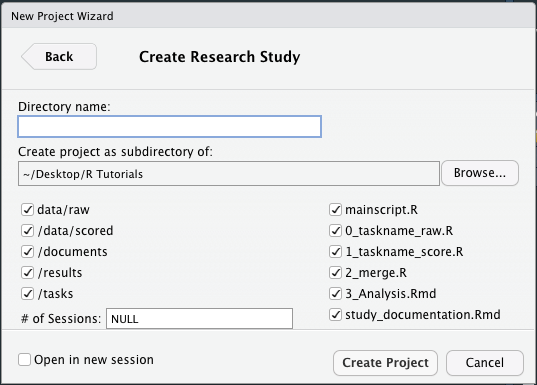 New Project Wizard
Back
Create Research Study
Directory name:
Create project as subdirectory of:
~/Desktop/R Tutorials
Browse...
data/raw
/data/scored
/documents
/results
/tasks
# of Sessions: NULL
mainscript.R
0_taskname_raw.R
1_taskname_score.R
2_merge.R
3_Analysis.Rmd
study_documentation.Rmd
Open in new session
Create Project
Cancel